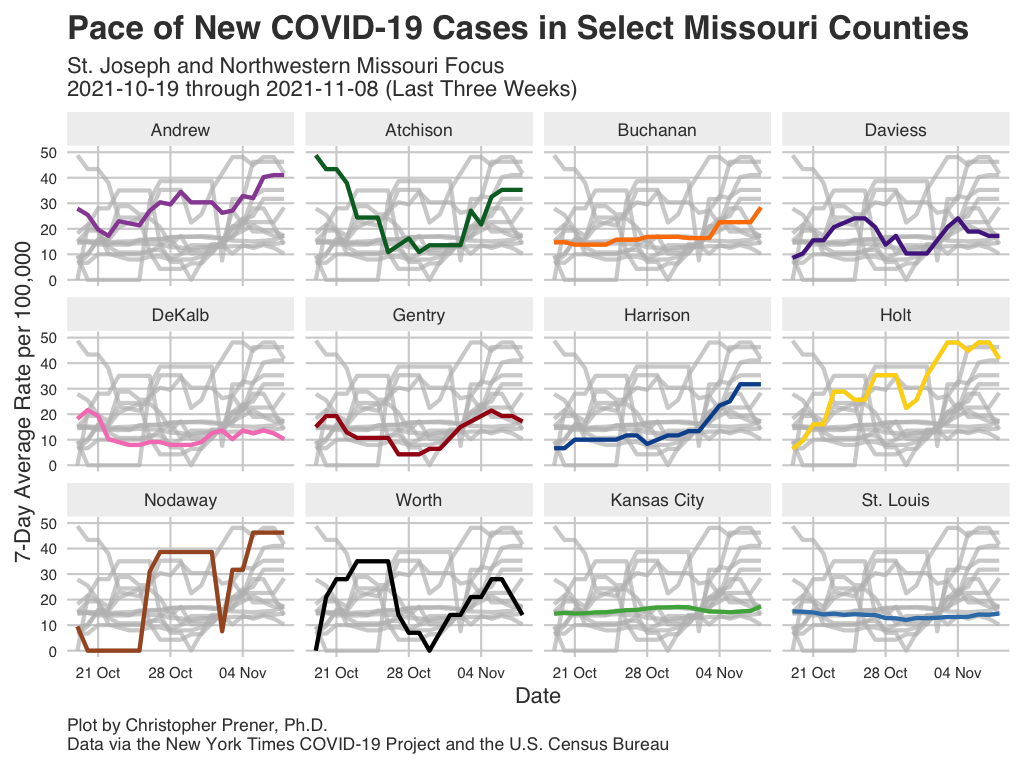 Pace of New COVID-19 Cases in Select Missouri Counties
St. Joseph and Northwestern Missouri Focus
2021-10-19 through 2021-11-08 (Last Three Weeks)
Andrew
Atchison
Buchanan
Daviess
50
40
30
20
10
0
DeKalb
Gentry
Harrison
Holt
50
40
30
20
10
0
Nodaway
Worth
Kansas City
St. Louis
50
40
30
20
10
0
7-Day Average Rate per 100,000
21 Oct
28 Oct
04 Nov
21 Oct
28 Oct
04 Nov
21 Oct
28 Oct
04 Nov
21 Oct
28 Oct
04 Nov
Date
Plot by Christopher Prener, Ph.D.
Data via the New York Times COVID-19 Project and the U.S. Census Bureau